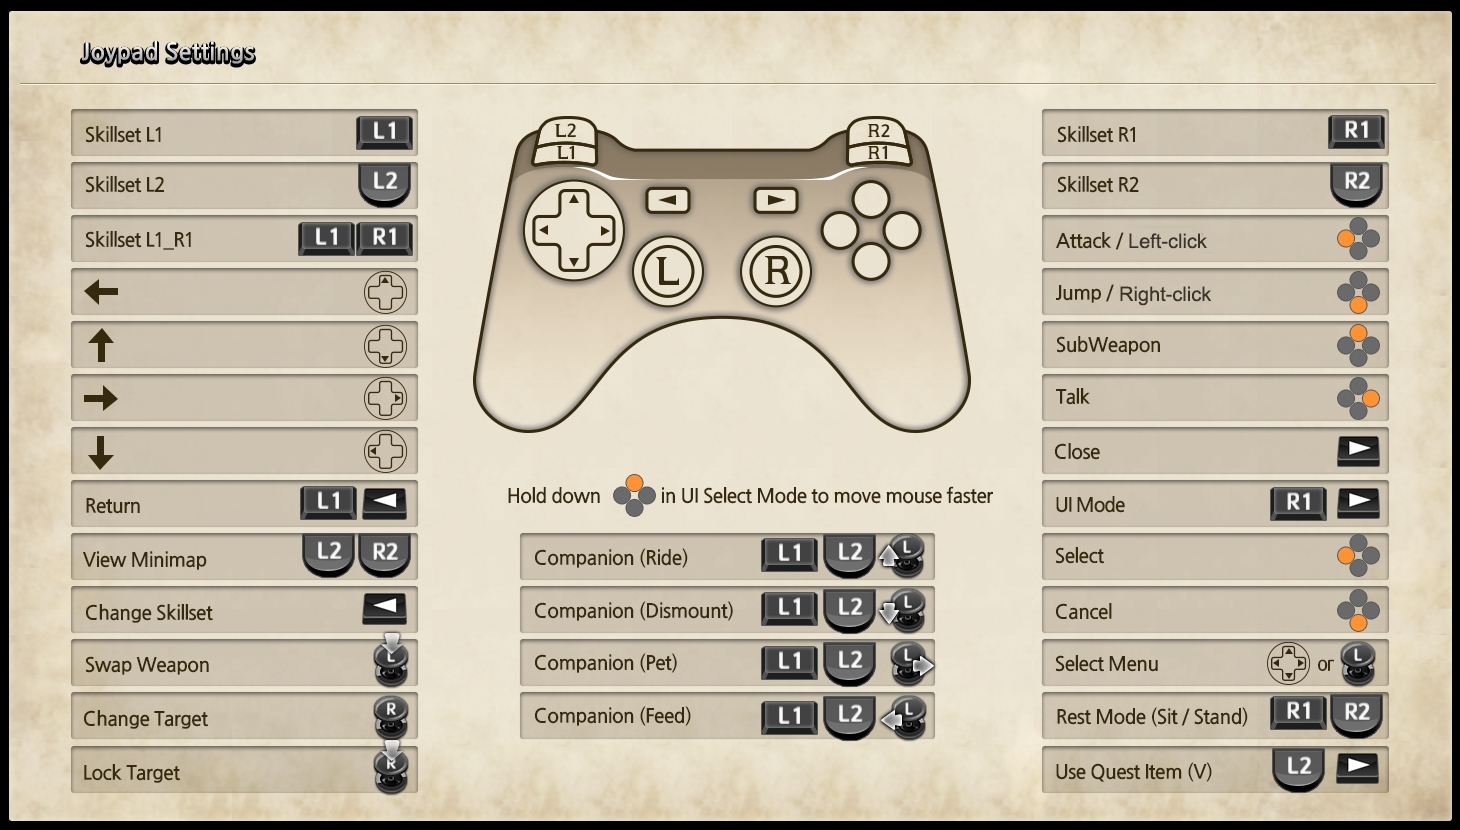 Joypad Settings
Skillset L1 L1
Skillset L2 L2
Skillset L1_R1 L1 R1
Return L1
View Minimap L2 R2
Change Skillset
Swap Weapon L
Change Target R
Lock Target R
L2
L1
R2
R1
L
R
Hold down in UI Select Mode to move mouse faster
Companion (Ride) L1 L2 L
Companion (Dismount) L1 L2 L
Companion (Pet) L1 L2 L
Companion (Feed) L1 L2 L
Skillset R1 R1
Skillset R2 R2
Attack / Left-click
Jump / Right-click
SubWeapon
Talk
Close
UI Mode R1
Select
Cancel
Select Menu or L
Rest Mode (Sit / Stand) R1 R2
Use Quest Item (V) L2